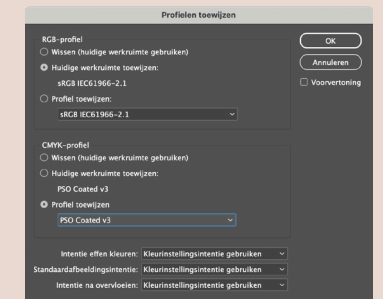 Profielen toewijzen
RGB-profiel
Wissen (huidige werkruimte gebruiken)
Huidige werkruimte toewijzen:
sRGB IEC61966-2.1
Profiel toewijzen:
sRGB IEC61966-2.1
OK
Annuleren
Voorvertoning
CMYK-profiel
Wissen (huidige werkruimte gebruiken)
Huidige werkruimte toewijzen:
PSO Coated v3
Profiel toewijzen
PSO Coated v3
Intentie effen kleuren: Kleurinstellingsintentie gebruiken
Standaardafbeeldingsintentie: Kleurinstellingsintentie gebruiken
Intentie na overvloeien: Kleurinstellingsintentie gebruiken